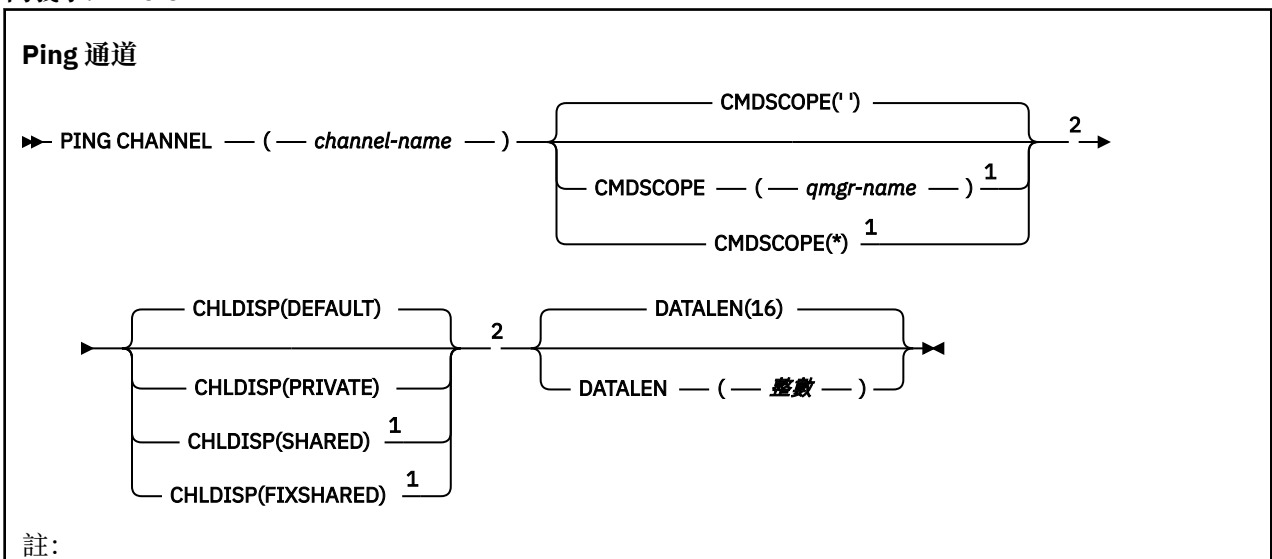 Ping 通道
CMDSCOPE(' ')
PING CHANNEL ( channel-name ) 2
CMDSCOPE ( qmgr-name ) 1
CMDSCOPE(*) 1
CHLDISP(DEFAULT) 2 DATALEN(16)
CHLDISP(PRIVATE) DATALEN ( 整數 )
CHLDISP(SHARED) 1
CHLDISP(FIXSHARED) 1
註：